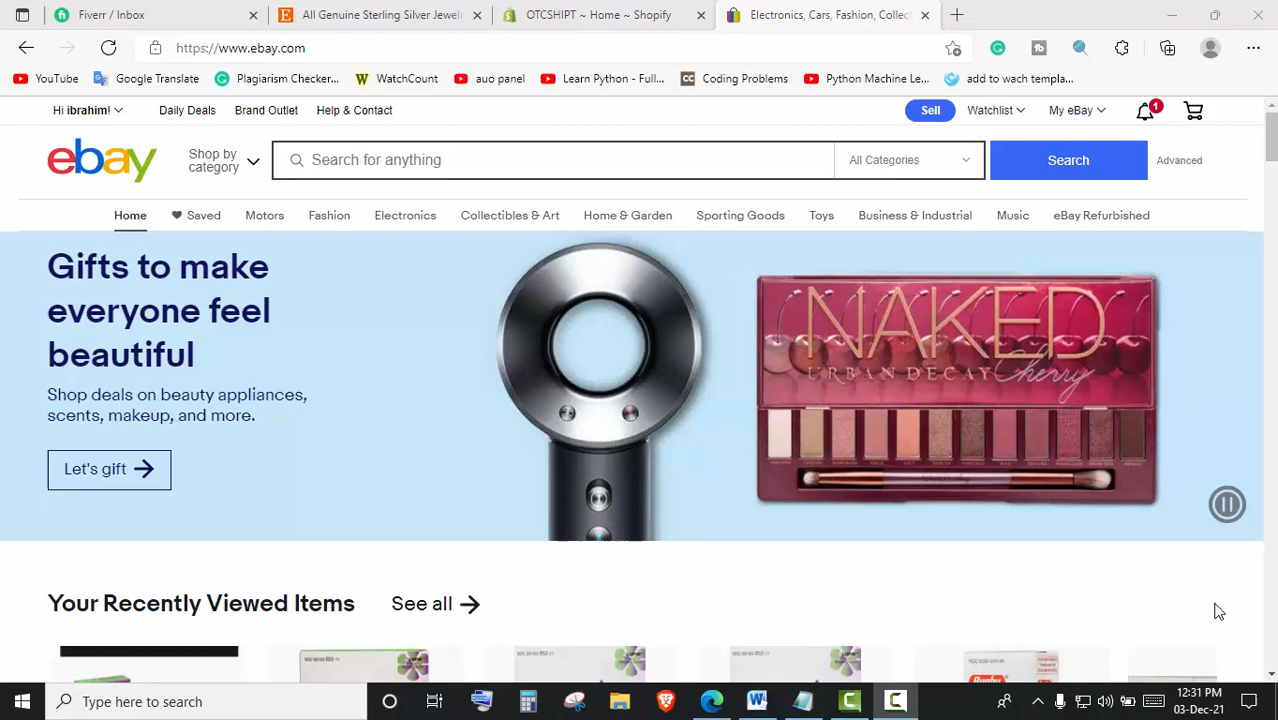 Fiverr / Inbox
All Genuine Sterling Silver Jewel
OTCSHIPT ~ Home ~ Shopify
Electronics, Cars, Fashion, Collect
https://www.ebay.com
YouTube
Google Translate
Plagiarism Checker...
WatchCount
auo panel
Learn Python - Full...
Coding Problems
Python Machine Le...
add to wach templa...
Hi ibrahim!
Daily Deals
Brand Outlet
Help & Contact
Sell
Watchlist
My eBay
1
ebay
Shop by
category
Search for anything
All Categories
Search
Advanced
Home
Saved
Motors
Fashion
Electronics
Collectibles & Art
Home & Garden
Sporting Goods
Toys
Business & Industrial
Music
eBay Refurbished
Gifts to make
everyone feel
beautiful
Shop deals on beauty appliances,
scents, makeup, and more.
Let's gift
NAKED
URBAN DECAY Cherry
Your Recently Viewed Items
See all
Rugby
Type here to search
12:31 PM
03-Dec-21